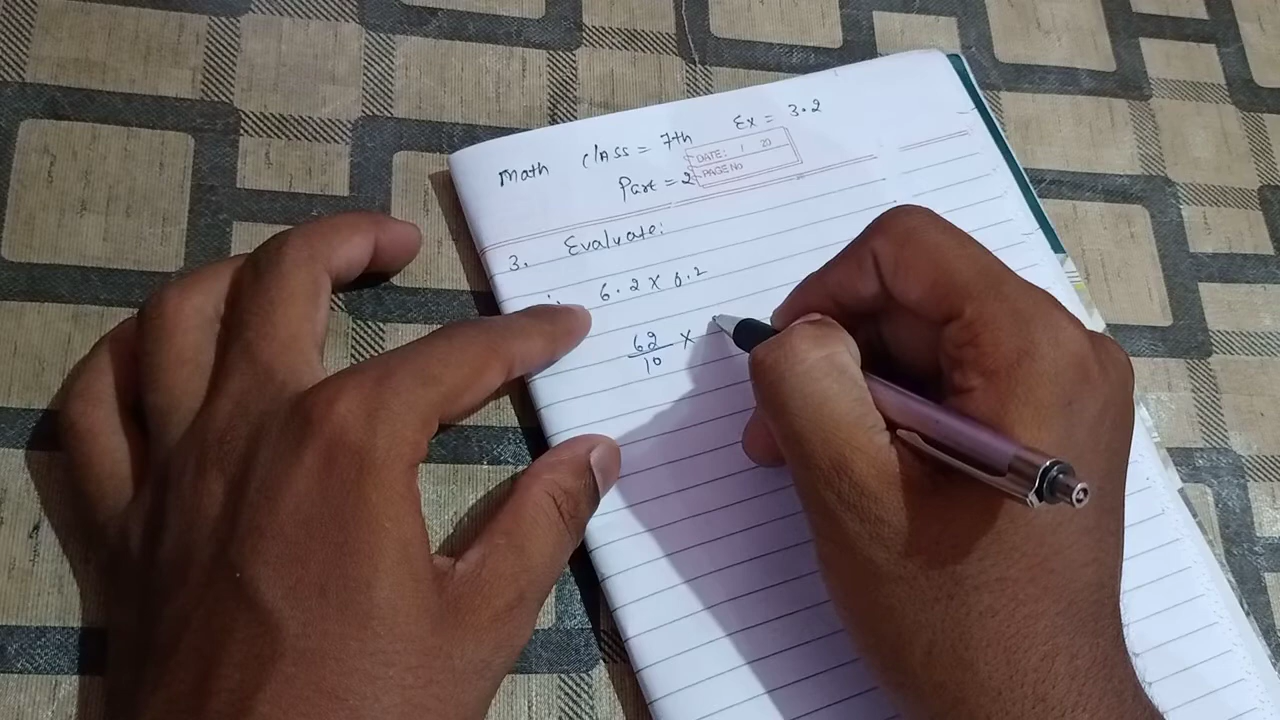 Math Class = 7th Ex = 3.2
Part = 2
DATE: / 20
PAGE NO
3. Evaluate:
6.2 x 0.2
62/10 x